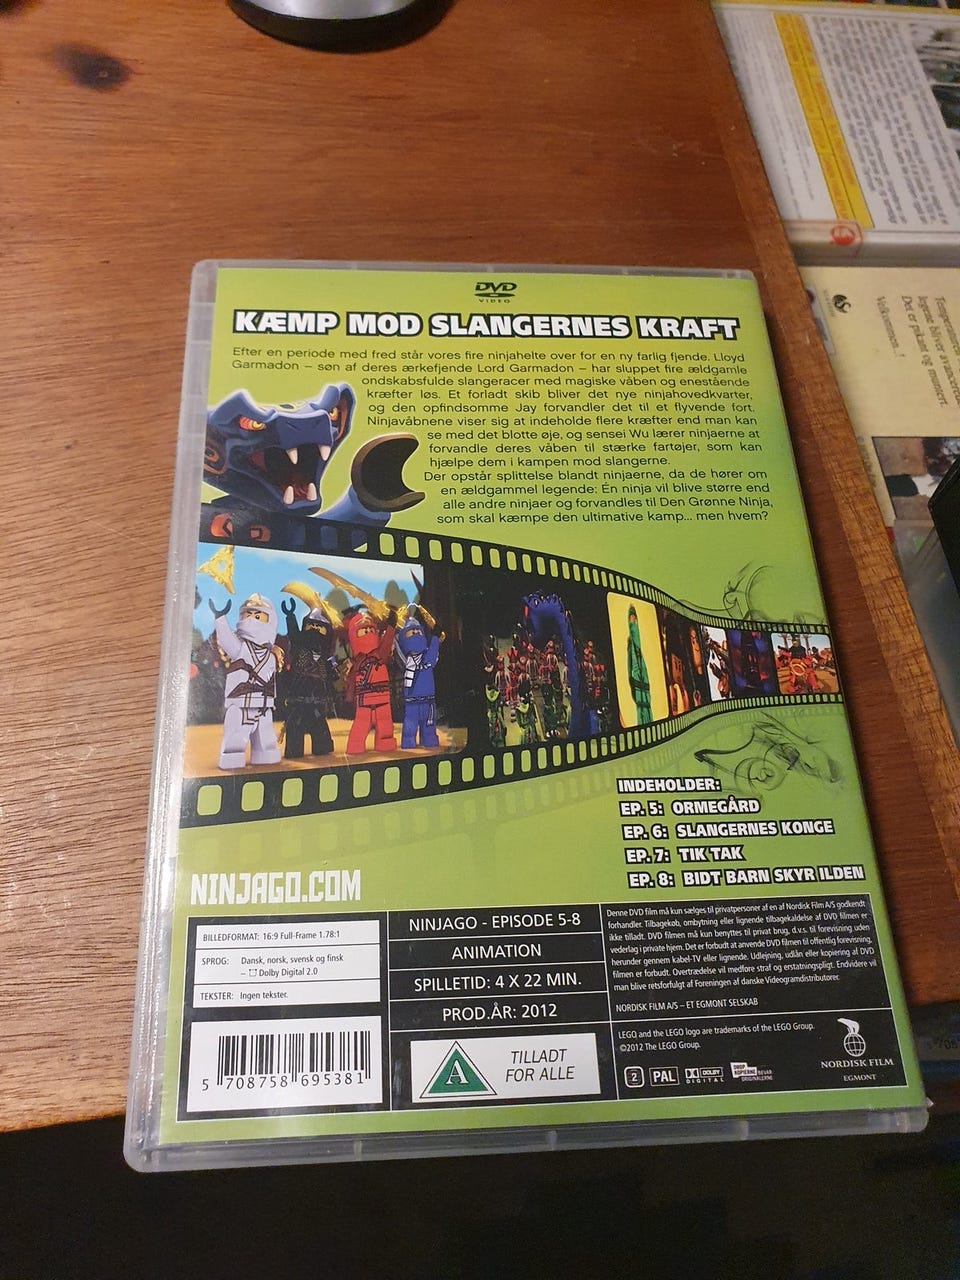 DVD
VIDEO
KÆMP MOD SLANGERNES KRAFT
Efter en periode med fred står vores fire ninjahelte over for en ny farlig fjende. Lloyd
Garmadon – søn af deres ærkefjende Lord Garmadon – har sluppet fire ældgamle
ondskabsfulde slangeracer med magiske våben og enestående
kræfter løs. Et forladt skib bliver det nye ninjahovedkvarter,
og den opfindsomme Jay forvandler det til et flyvende fort.
Ninjavåbnene viser sig at indeholde flere kræfter end man kan
se med det blotte øje, og sensei Wu lærer ninjaerne at
forvandle deres våben til stærke fartøjer, som kan
hjælpe dem i kampen mod slangerne.
Der opstår splittelse blandt ninjaerne, da de hører om
en ældgammel legende: Én ninja vil blive større end
alle andre ninjaer og forvandles til Den Grønne Ninja,
som skal kæmpe den ultimative kamp... men hvem?
INDEHOLDER:
EP. 5: ORMEGÅRD
EP. 6: SLANGERNES KONGE
EP. 7: TIK TAK
EP. 8: BIDT BARN SKYR ILDEN
NINJAGO.COM
BILLEDFORMAT: 16:9 Full-Frame 1.78:1
SPROG: Dansk, norsk, svensk og finsk
– Dolby Digital 2.0
TEKSTER: Ingen tekster.
5 708758 695381
NINJAGO - EPISODE 5-8
ANIMATION
SPILLETID: 4 X 22 MIN.
PROD.ÅR: 2012
A
TILLADT
FOR ALLE
Denne DVD film må kun sælges til privatpersoner af en af Nordisk Film A/S godkendt
forhandler. Tilbagekøb, ombytning eller lignende tilbagekaldelse af DVD filmen er
ikke tilladt. DVD filmen må kun benyttes til privat brug, d.v.s. til forevisning uden
vederlag i private hjem. Det er forbudt at anvende DVD filmen til offentlig forevisning,
herunder gennem kabel-TV eller lignende. Udlejning, udlån eller kopiering af DVD
filmen er forbudt. Overtrædelse vil medføre straf og erstatningspligt. Endvidere vil
man blive retsforfulgt af Foreningen af danske Videogramdistributører.
NORDISK FILM A/S – ET EGMONT SELSKAB
LEGO and the LEGO logo are trademarks of the LEGO Group.
©2012 The LEGO Group.
2
PAL
DOLBY
DIGITAL
DROP
KOPIERNE BEVAR
ORIGINALERNE
NORDISK FILM
EGMONT
Velkommen..!
Det er pikant og muntert.